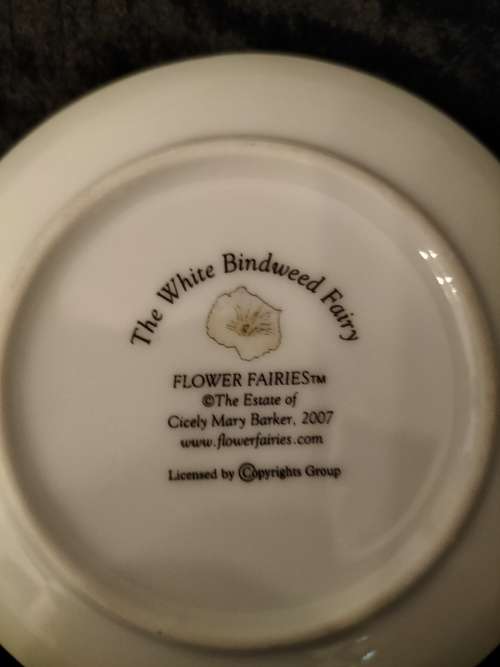 The White Bindweed Fairy
FLOWER FAIRIES™
©The Estate of
Cicely Mary Barker, 2007
www.flowerfairies.com
Licensed by ©opyrights Group